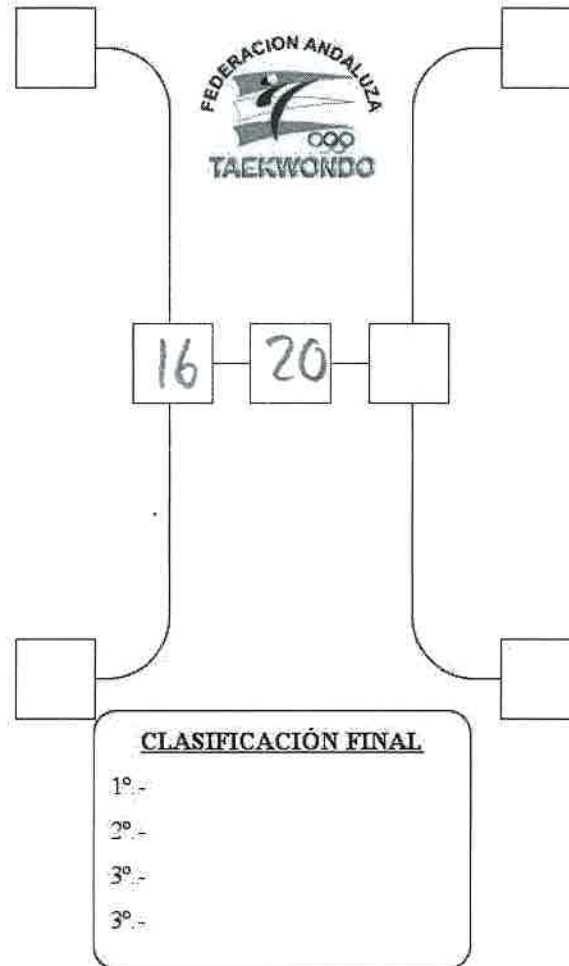 FEDERACION ANDALUZA
TAEKWONDO
16 20
CLASIFICACIÓN FINAL
1º.-
2º.-
3º.-
3º.-